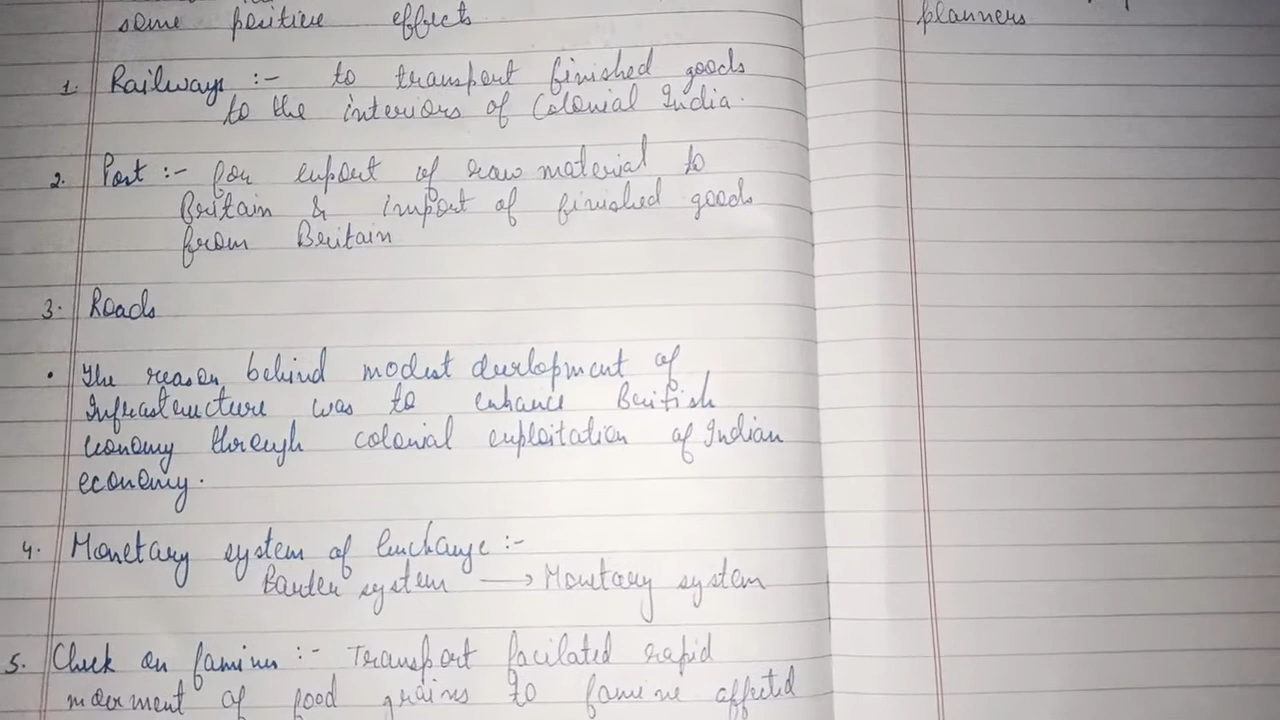 some positive effects
1. Railways :- to transport finished goods
to the interiors of Colonial India.
2. Port :- for export of raw material to
Britain & import of finished goods
from Britain
3. Roads
• The reason behind modest development of
Infrastructure was to enhance British
economy through colonial exploitation of Indian
economy.
4. Monetary system of Exchange :-
Barter system → Monetary system
5. Check on famines :- Transport facilated rapid
movement of food grains to famine affected
planners